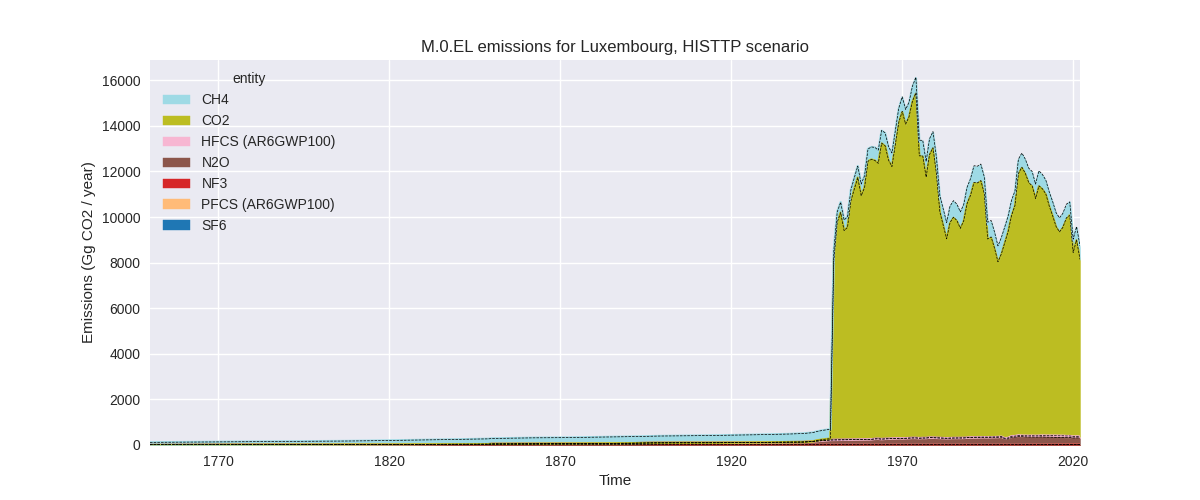 M.0.EL emissions for Luxembourg, HISTTP scenario
entity
CH4
CO2
HFCS (AR6GWP100)
N2O
NF3
PFCS (AR6GWP100)
SF6
Emissions (Gg CO2 / year)
16000
14000
12000
10000
8000
6000
4000
2000
0
1770
1820
1870
1920
1970
2020
Time